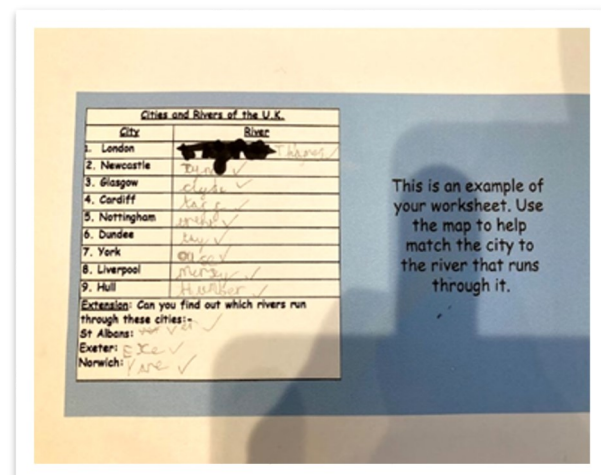 Cities and Rivers of the U.K.
City River
1. London Thames
2. Newcastle
3. Glasgow clyde
4. Cardiff
5. Nottingham
6. Dundee tay
7. York
8. Liverpool
9. Hull Humber
Extension: Can you find out which rivers run
through these cities:-
St Albans: Ver
Exeter: Exe
Norwich: Yare
This is an example of
your worksheet. Use
the map to help
match the city to
the river that runs
through it.